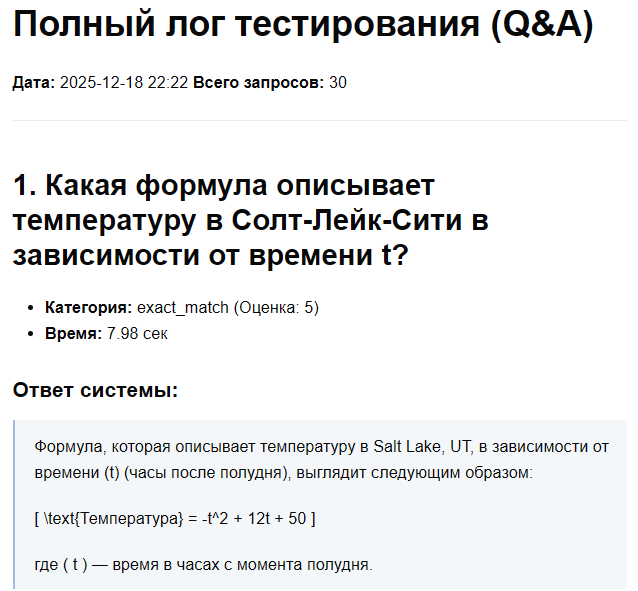 Полный лог тестирования (Q&A)
Дата: 2025-12-18 22:22 Всего запросов: 30
1. Какая формула описывает
температуру в Солт-Лейк-Сити в
зависимости от времени t?
• Категория: exact_match (Оценка: 5)
• Время: 7.98 сек
Ответ системы:
Формула, которая описывает температуру в Salt Lake, UT, в зависимости от
времени (t) (часы после полудня), выглядит следующим образом:
[ \text{Температура} = -t^2 + 12t + 50 ]
где ( t ) — время в часах с момента полудня.